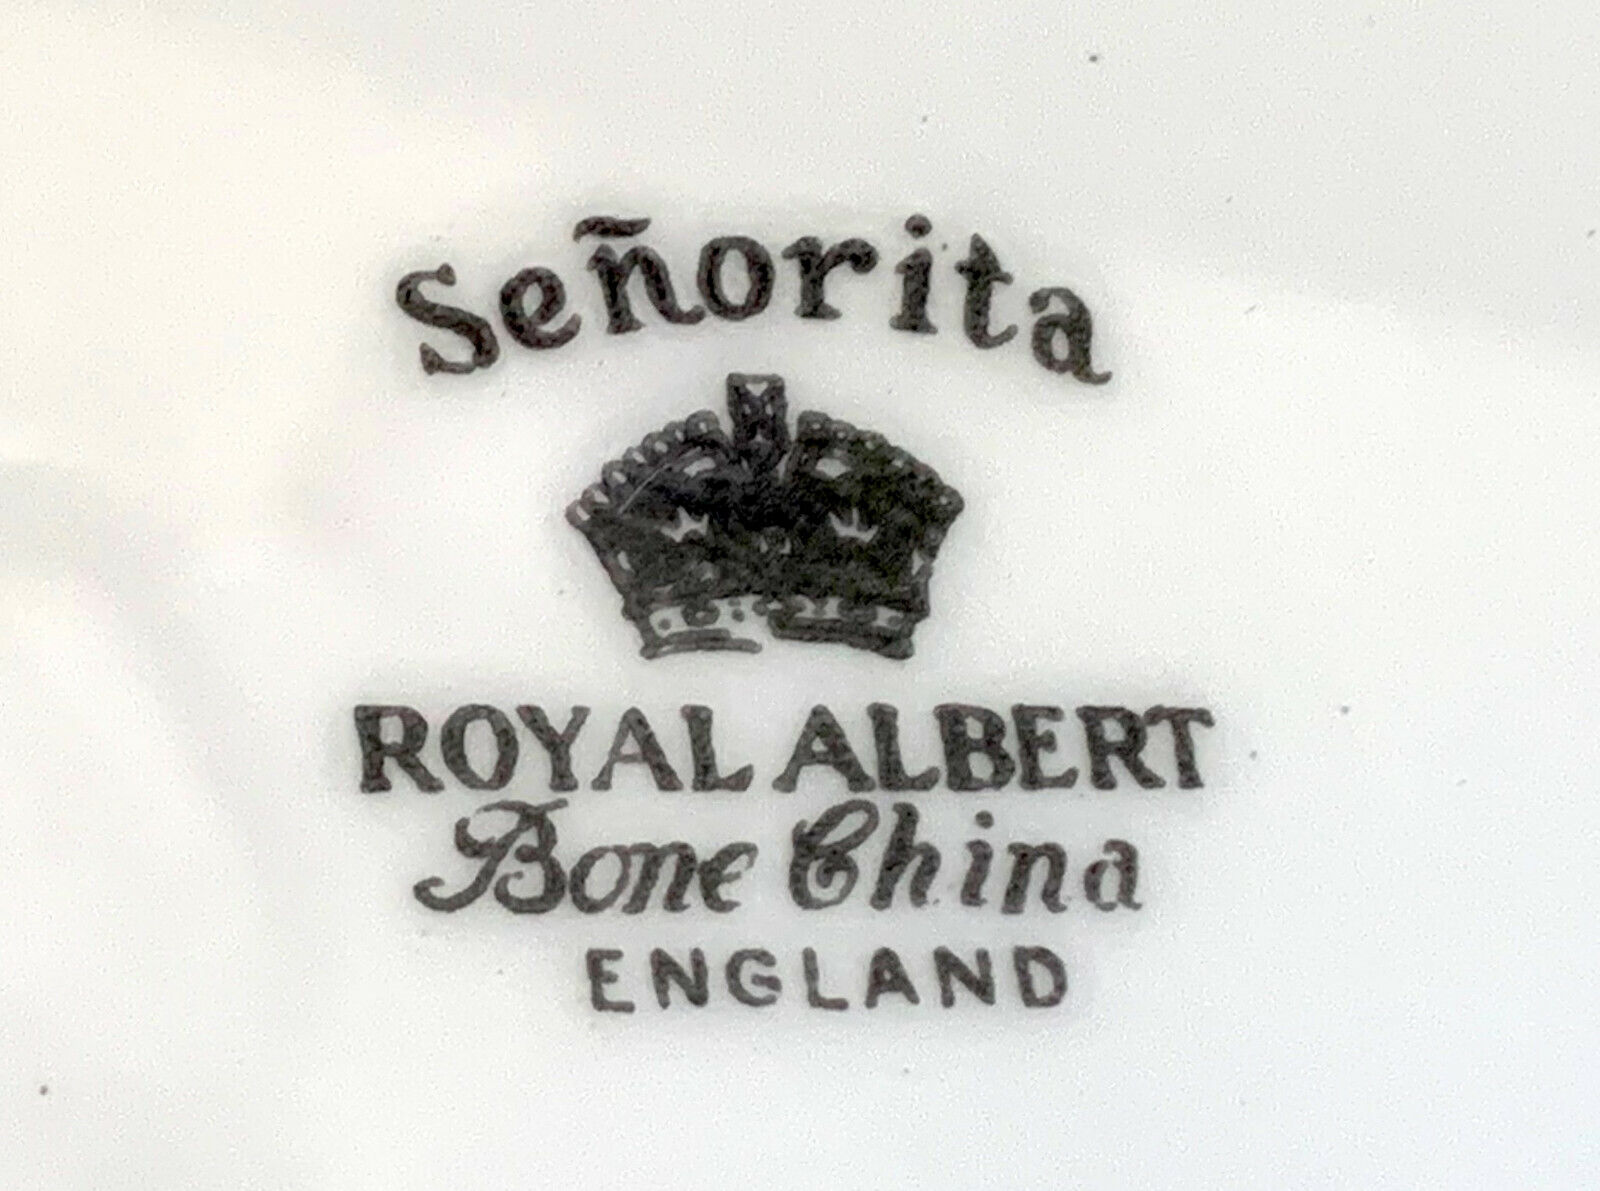 Señorita
ROYAL ALBERT
Bone China
ENGLAND